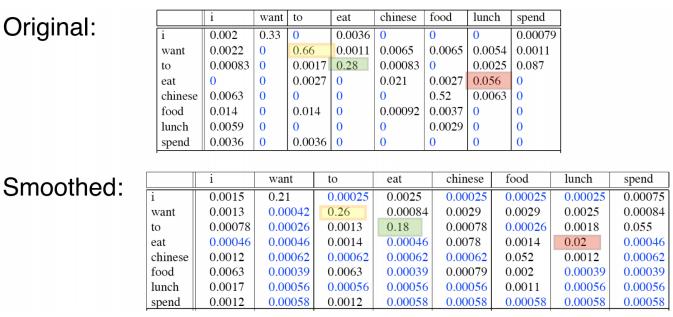 Original:
i want to eat chinese food lunch spend
i 0.002 0.33 0 0.0036 0 0 0 0.00079
want 0.0022 0 0.66 0.0011 0.0065 0.0065 0.0054 0.0011
to 0.00083 0 0.0017 0.28 0.00083 0 0.0025 0.087
eat 0 0 0.0027 0 0.021 0.0027 0.056 0
chinese 0.0063 0 0 0 0 0.52 0.0063 0
food 0.014 0 0.014 0 0.00092 0.0037 0 0
lunch 0.0059 0 0 0 0 0.0029 0 0
spend 0.0036 0 0.0036 0 0 0 0 0
Smoothed:
i want to eat chinese food lunch spend
i 0.0015 0.21 0.00025 0.0025 0.00025 0.00025 0.00025 0.00075
want 0.0013 0.00042 0.26 0.00084 0.0029 0.0029 0.0025 0.00084
to 0.00078 0.00026 0.0013 0.18 0.00078 0.00026 0.0018 0.055
eat 0.00046 0.00046 0.0014 0.00046 0.0078 0.0014 0.02 0.00046
chinese 0.0012 0.00062 0.00062 0.00062 0.00062 0.052 0.0012 0.00062
food 0.0063 0.00039 0.0063 0.00039 0.00079 0.002 0.00039 0.00039
lunch 0.0017 0.00056 0.00056 0.00056 0.00056 0.0011 0.00056 0.00056
spend 0.0012 0.00058 0.0012 0.00058 0.00058 0.00058 0.00058 0.00058